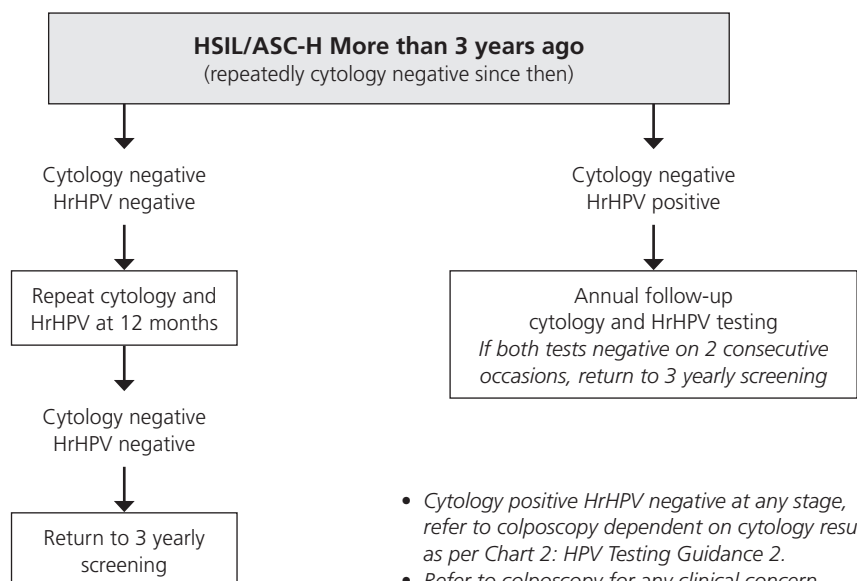 HSIL/ASC-H More than 3 years ago
(repeatedly cytology negative since then)
Cytology negative
HrHPV negative
Repeat cytology and
HrHPV at 12 months
Cytology negative
HrHPV negative
Return to 3 yearly
screening
Cytology negative
HrHPV positive
Annual follow-up
cytology and HrHPV testing
If both tests negative on 2 consecutive
occasions, return to 3 yearly screening
• Cytology positive HrHPV negative at any stage,
refer to colposcopy dependent on cytology
as per Chart 2: HPV Testing Guidance 2.
• Refer to colposcopy for any clinical concern